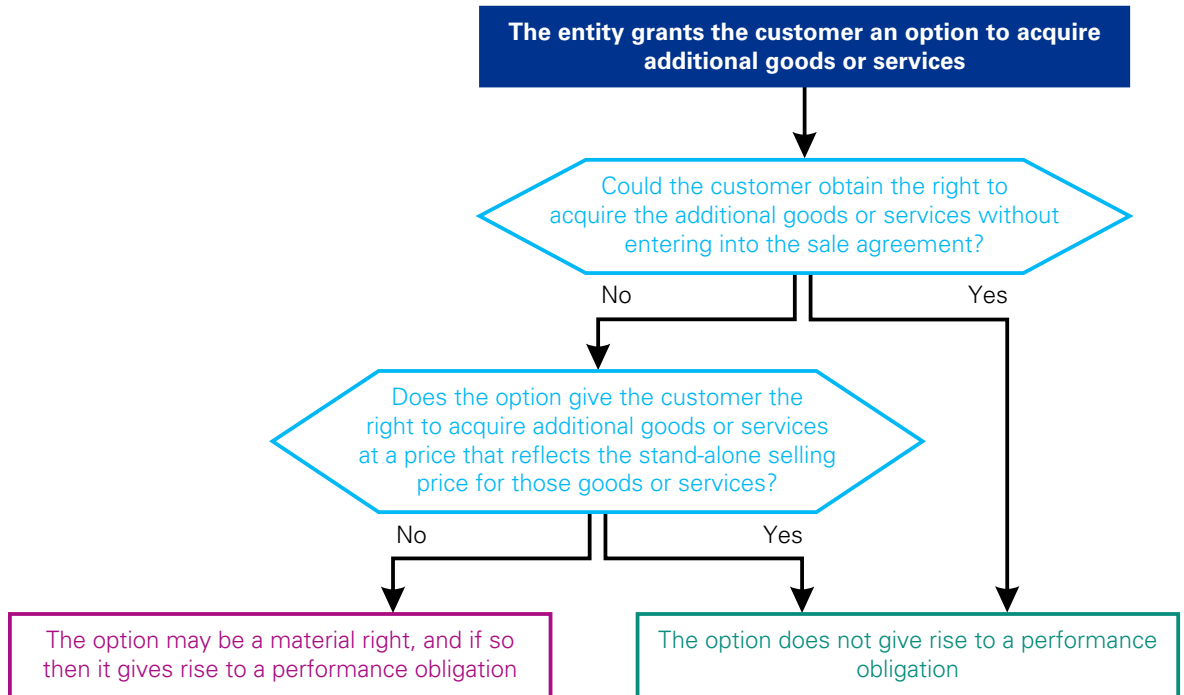 The entity grants the customer an option to acquire
additional goods or services
Could the customer obtain the right to
acquire the additional goods or services without
entering into the sale agreement?
No
Yes
Does the option give the customer the
right to acquire additional goods or services
at a price that reflects the stand-alone selling
price for those goods or services?
No
Yes
The option may be a material right, and if so
then it gives rise to a performance obligation
The option does not give rise to a performance
obligation